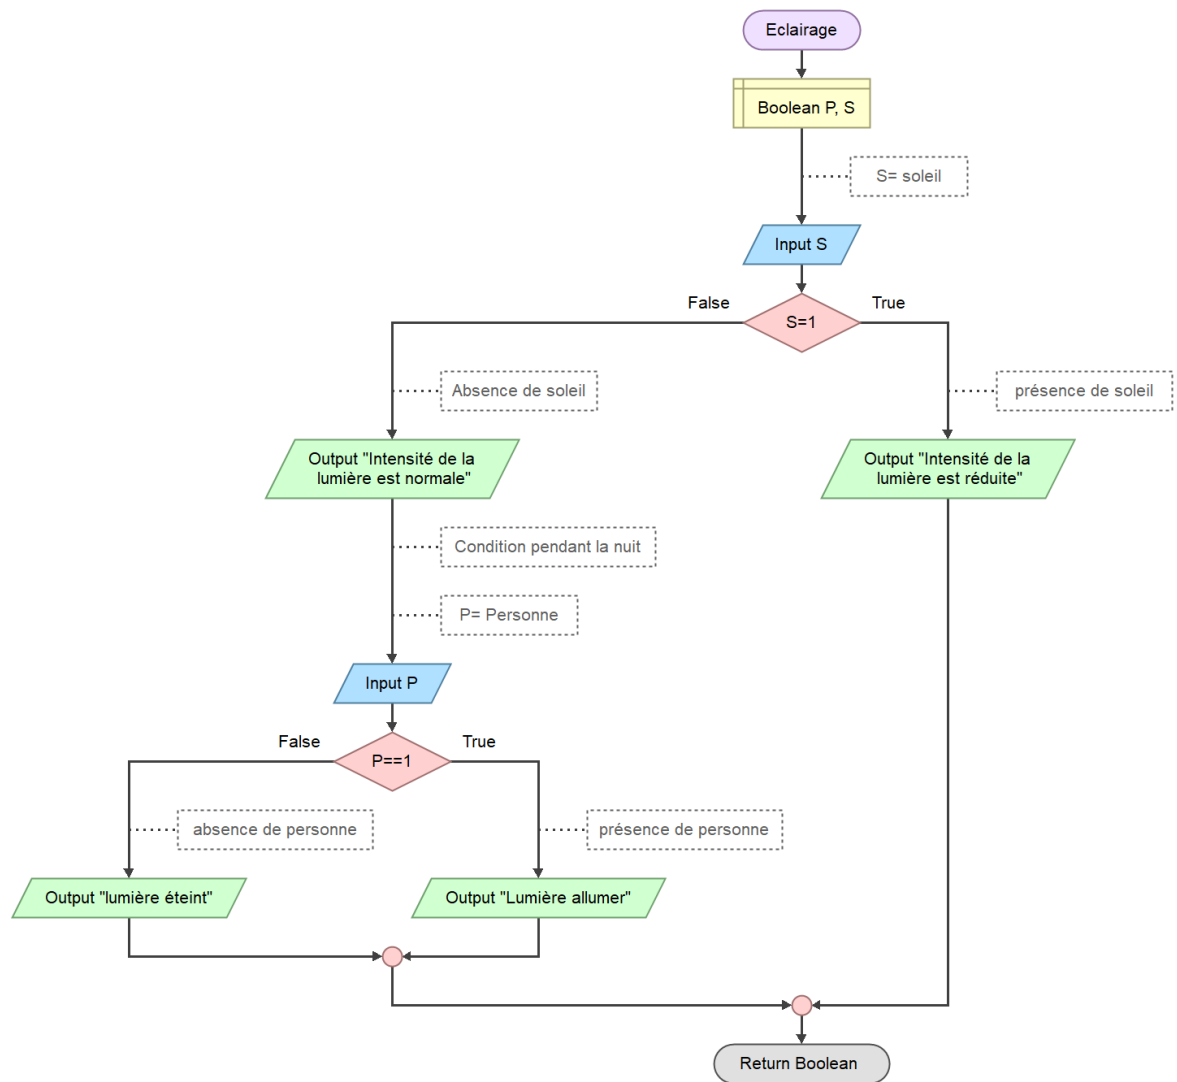 Eclairage
Boolean P, S
S= soleil
Input S
False
True
S=1
Absence de soleil
présence de soleil
Output "Intensité de la
lumière est normale"
Output "Intensité de la
lumière est réduite"
Condition pendant la nuit
P= Personne
Input P
False
True
P==1
absence de personne
présence de personne
Output "lumière éteint"
Output "Lumière allumer"
Return Boolean